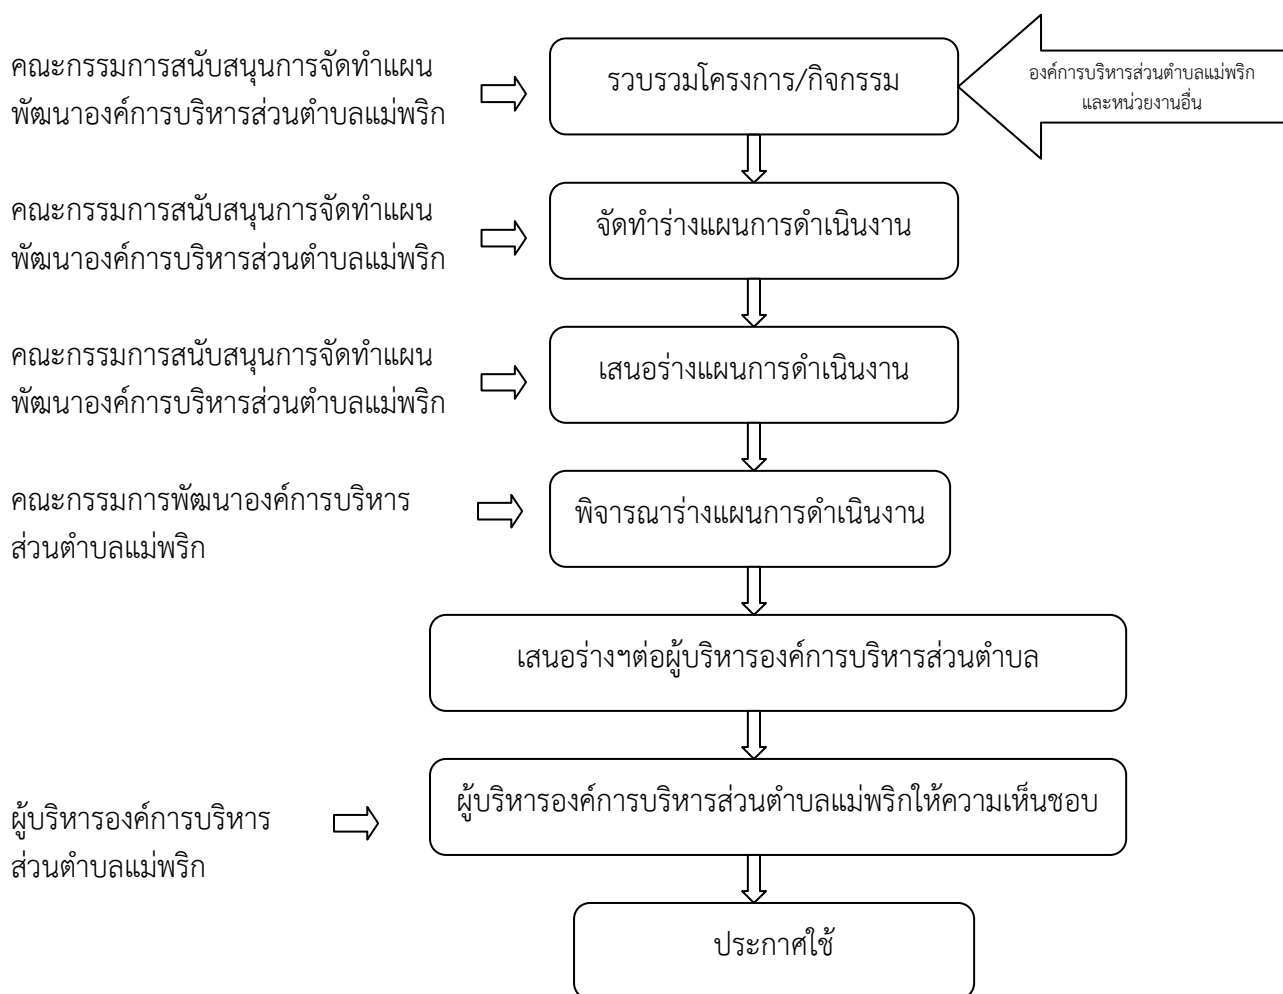 คณะกรรมการสนับสนุนการจัดทำแผน
พัฒนาองค์การบริหารส่วนตำบลแม่พริก
รวบรวมโครงการ/กิจกรรม
องค์การบริหารส่วนตำบลแม่พริก
และหน่วยงานอื่น
คณะกรรมการสนับสนุนการจัดทำแผน
พัฒนาองค์การบริหารส่วนตำบลแม่พริก
จัดทำร่างแผนการดำเนินงาน
คณะกรรมการสนับสนุนการจัดทำแผน
พัฒนาองค์การบริหารส่วนตำบลแม่พริก
เสนอร่างแผนการดำเนินงาน
คณะกรรมการพัฒนาองค์การบริหาร
ส่วนตำบลแม่พริก
พิจารณาร่างแผนการดำเนินงาน
เสนอร่างฯต่อผู้บริหารองค์การบริหารส่วนตำบล
ผู้บริหารองค์การบริหาร
ส่วนตำบลแม่พริก
ผู้บริหารองค์การบริหารส่วนตำบลแม่พริกให้ความเห็นชอบ
ประกาศใช้